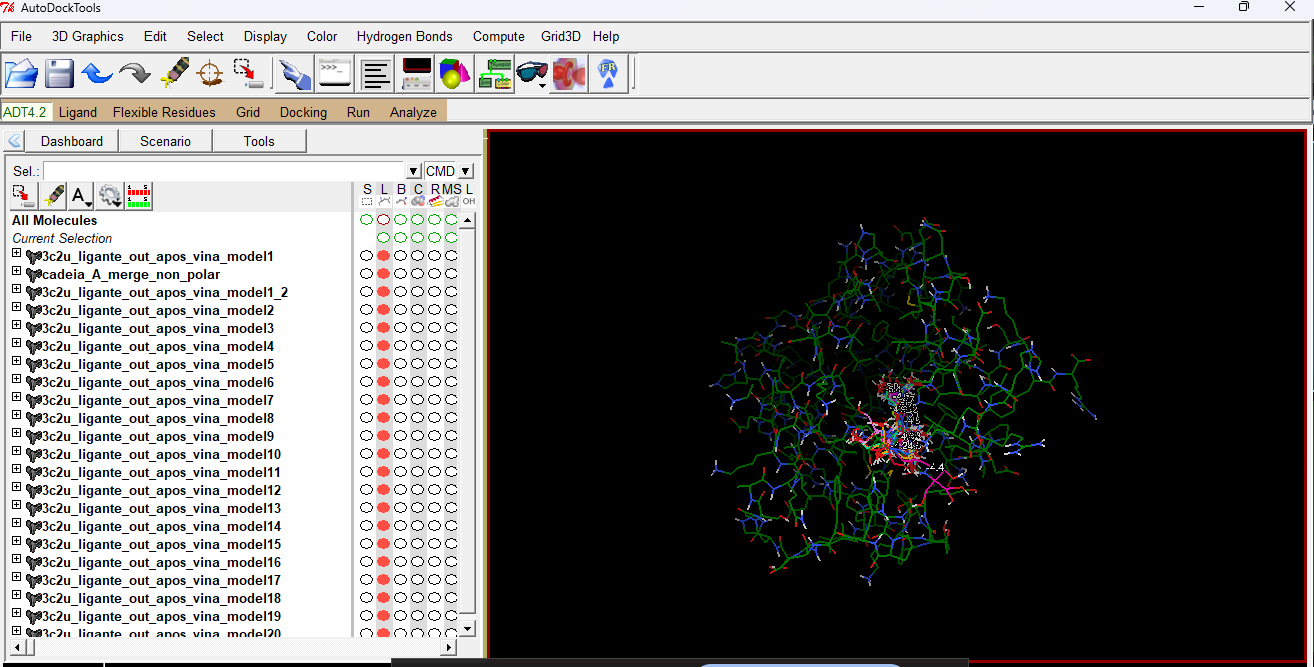 AutoDockTools
File 3D Graphics Edit Select Display Color Hydrogen Bonds Compute Grid3D Help
>>>
FR
ADT4.2 Ligand Flexible Residues Grid Docking Run Analyze
Dashboard Scenario Tools
Sel.: CMD
A S L B C R MS L
OH
All Molecules
Current Selection
3c2u_ligante_out_apos_vina_model1
cadeia_A_merge_non_polar
3c2u_ligante_out_apos_vina_model1_2
3c2u_ligante_out_apos_vina_model2
3c2u_ligante_out_apos_vina_model3
3c2u_ligante_out_apos_vina_model4
3c2u_ligante_out_apos_vina_model5
3c2u_ligante_out_apos_vina_model6
3c2u_ligante_out_apos_vina_model7
3c2u_ligante_out_apos_vina_model8
3c2u_ligante_out_apos_vina_model9
3c2u_ligante_out_apos_vina_model10
3c2u_ligante_out_apos_vina_model11
3c2u_ligante_out_apos_vina_model12
3c2u_ligante_out_apos_vina_model13
3c2u_ligante_out_apos_vina_model14
3c2u_ligante_out_apos_vina_model15
3c2u_ligante_out_apos_vina_model16
3c2u_ligante_out_apos_vina_model17
3c2u_ligante_out_apos_vina_model18
3c2u_ligante_out_apos_vina_model19
3c2u_ligante_out_apos_vina_model20